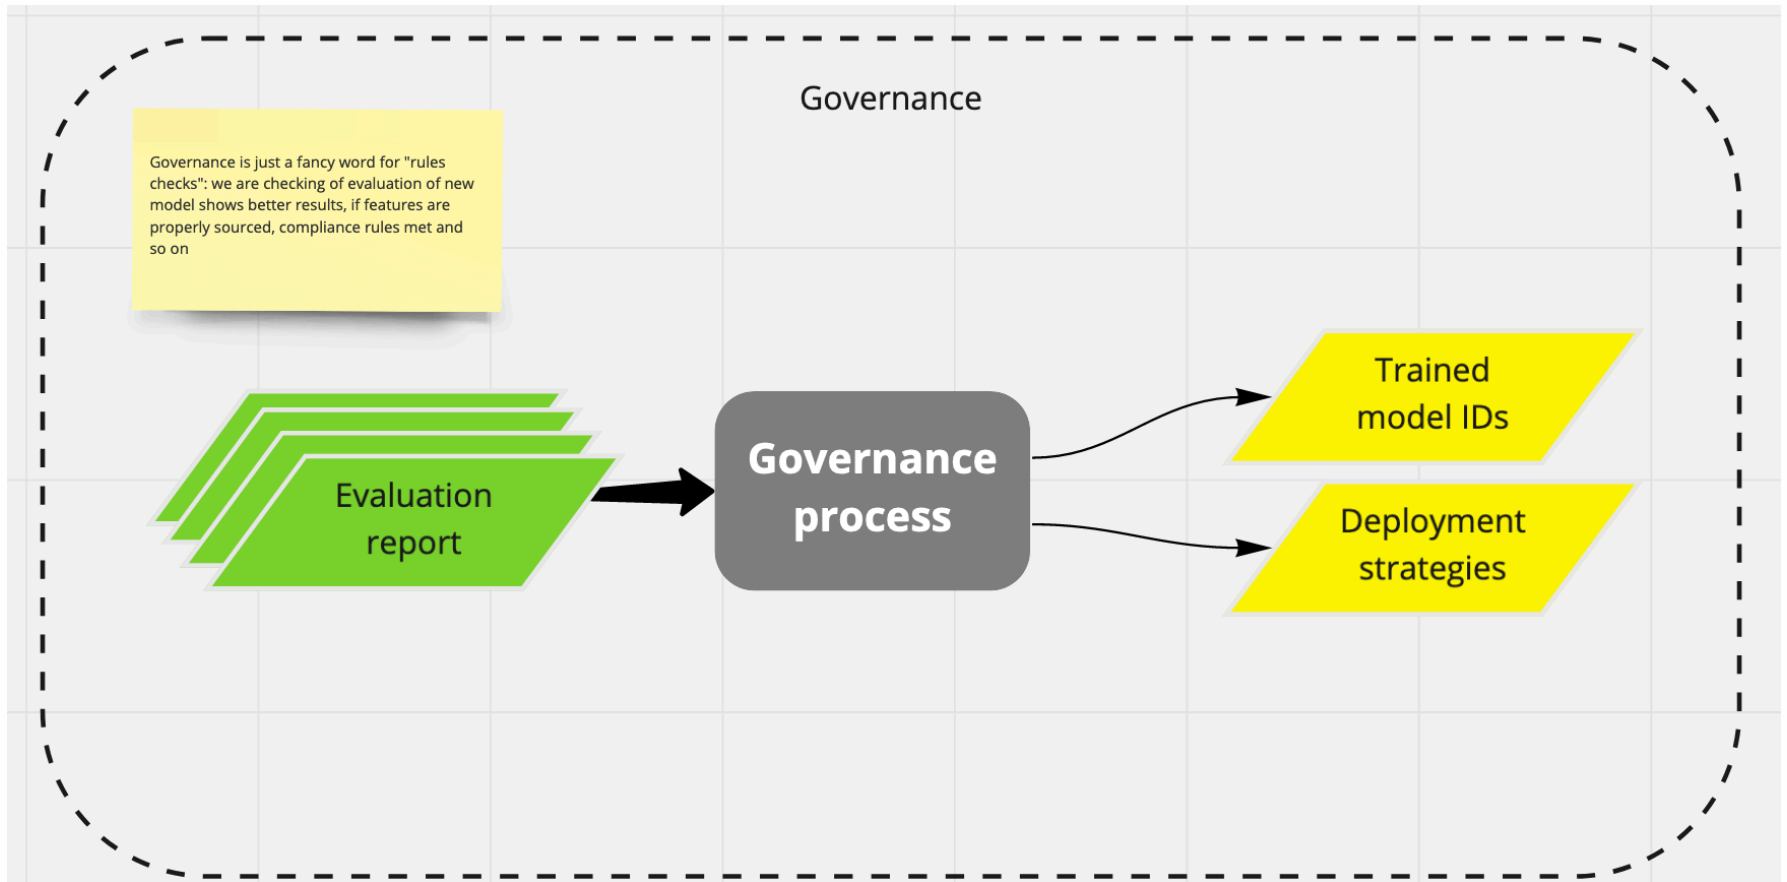 Governance
Governance is just a fancy word for "rules
checks": we are checking of evaluation of new
model shows better results, if features are
properly sourced, compliance rules met and
so on
Evaluation
report
Governance
process
Trained
model IDs
Deployment
strategies